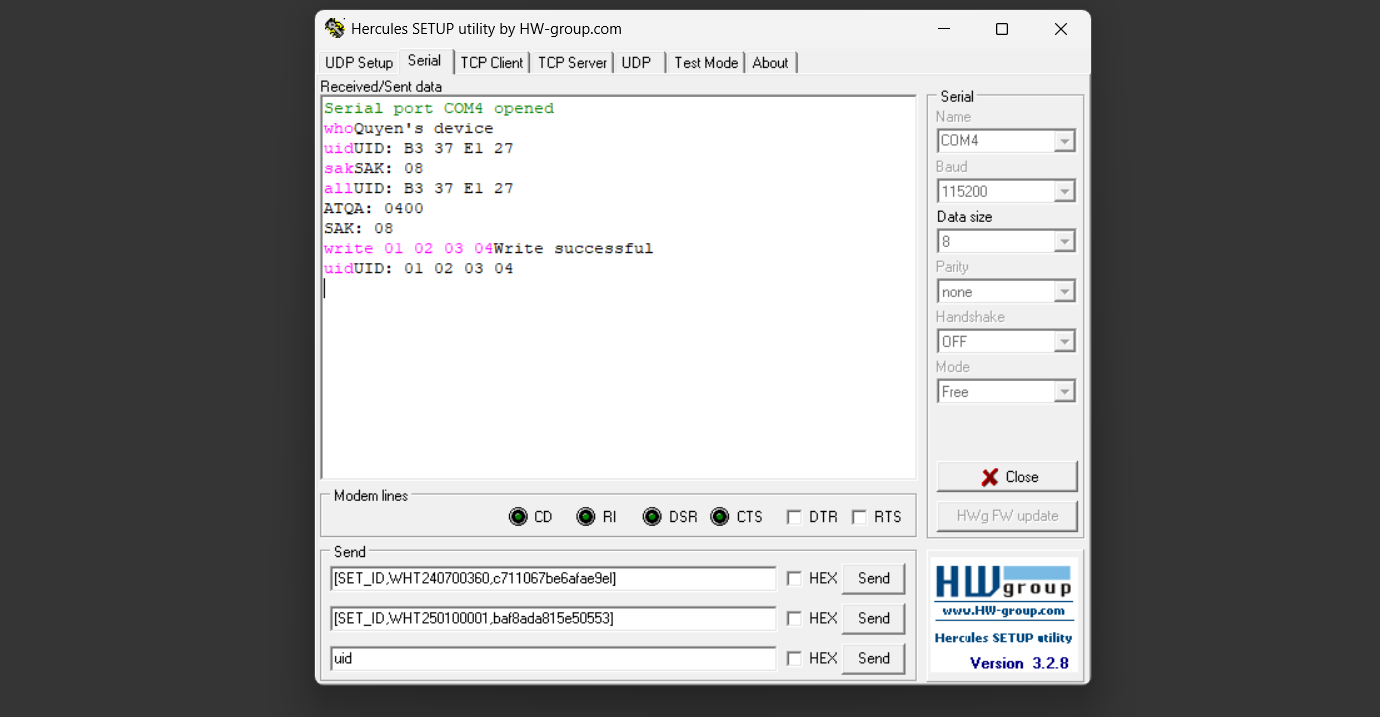 Hercules SETUP utility by HW-group.com
UDP Setup Serial TCP Client TCP Server UDP Test Mode About
Received/Sent data
Serial port COM4 opened
whoQuyen's device
uidUID: B3 37 E1 27
sakSAK: 08
allUID: B3 37 E1 27
ATQA: 0400
SAK: 08
write 01 02 03 04Write successful
uidUID: 01 02 03 04
Serial
Name
COM4
Baud
115200
Data size
8
Parity
none
Handshake
OFF
Mode
Free
Close
HWg FW update
Modem lines
CD RI DSR CTS DTR RTS
Send
[SET_ID,WHT240700360,c711067be6afae9e!] HEX Send
[SET_ID,WHT250100001,baf8ada815e50553] HEX Send
uid HEX Send
HW group
www.HW-group.com
Hercules SETUP utility
Version 3.2.8